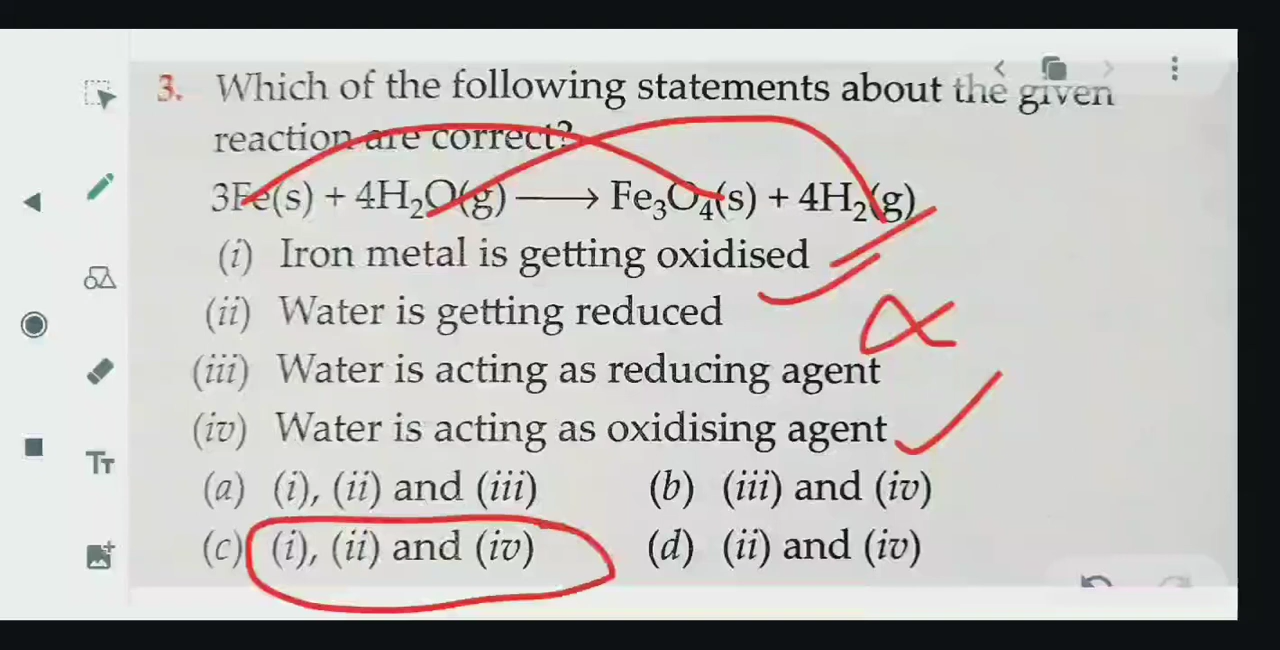 3. Which of the following statements about the given
reaction are correct?
3Fe(s) + 4H₂O(g) ⟶ Fe₃O₄(s) + 4H₂(g)
(i) Iron metal is getting oxidised
(ii) Water is getting reduced
(iii) Water is acting as reducing agent
(iv) Water is acting as oxidising agent
(a) (i), (ii) and (iii) (b) (iii) and (iv)
(c) (i), (ii) and (iv) (d) (ii) and (iv)
TT